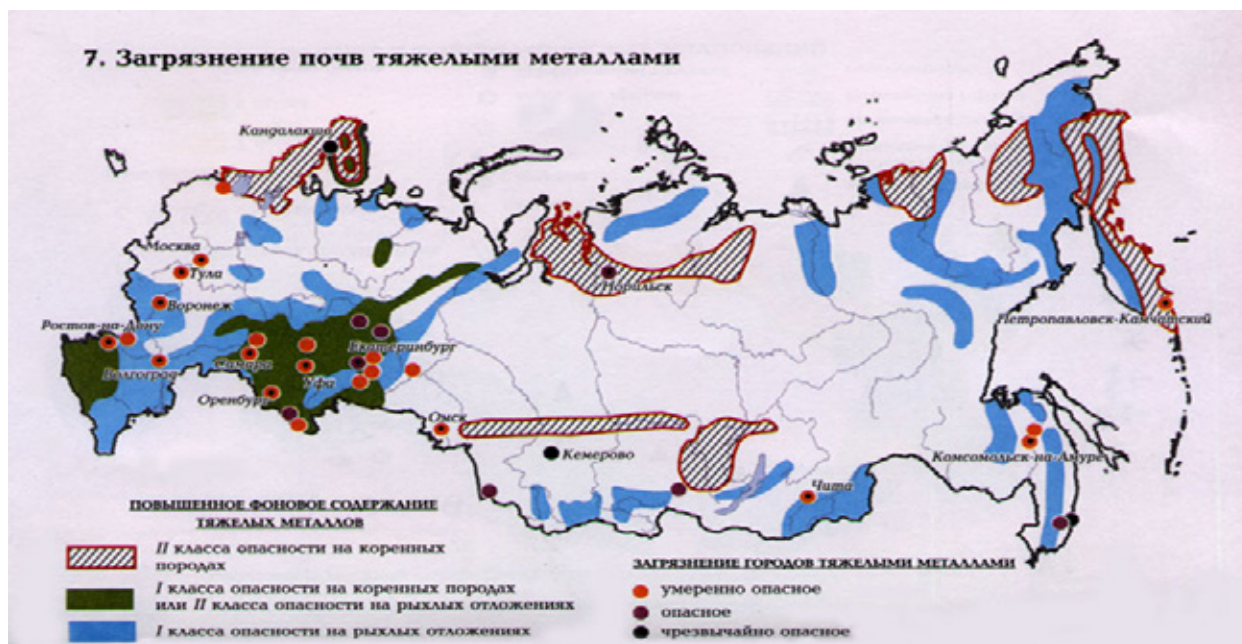 7. Загрязнение почв тяжелыми металлами
Кандалакша
Москва
Тула
Воронеж
Ростов-на-Дану
Волгоград
Самара
Уфа
Екатеринбург
Оренбург
Норильск
Омск
Кемерово
Чита
Петропавловск-Камчатский
Комсомольск-на-Амуре
ПОВЫШЕННОЕ ФОНОВОЕ СОДЕРЖАНИЕ
ТЯЖЕЛЫХ МЕТАЛЛОВ
II класса опасности на коренных
породах
I класса опасности на коренных породах
или II класса опасности на рыхлых отложениях
I класса опасности на рыхлых отложениях
ЗАГРЯЗНЕНИЕ ГОРОДОВ ТЯЖЕЛЫМИ МЕТАЛЛАМИ
умеренно опасное
опасное
чрезвычайно опасное